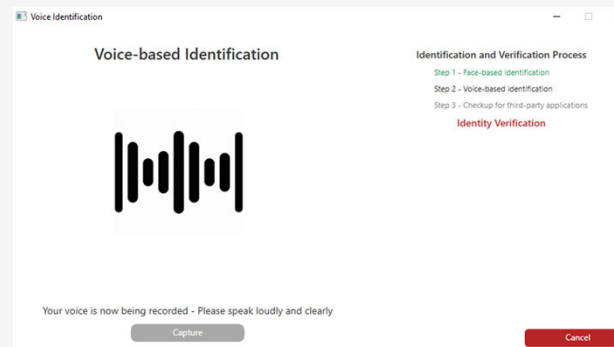 Voice Identification
Voice-based Identification
Your voice is now being recorded - Please speak loudly and clearly
Capture
Identification and Verification Process
Step 1 - Face-based identification
Step 2 - Voice-based identification
Step 3 - Checkup for third-party applications
Identity Verification
Cancel